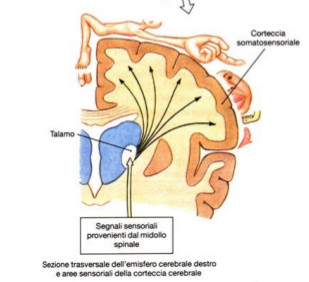 Corteccia
somatosensoriale
Talamo
Segnali sensoriali
provenienti dal midollo
spinale
Sezione trasversale dell'emisfero cerebrale destro
e aree sensoriali della corteccia cerebrale